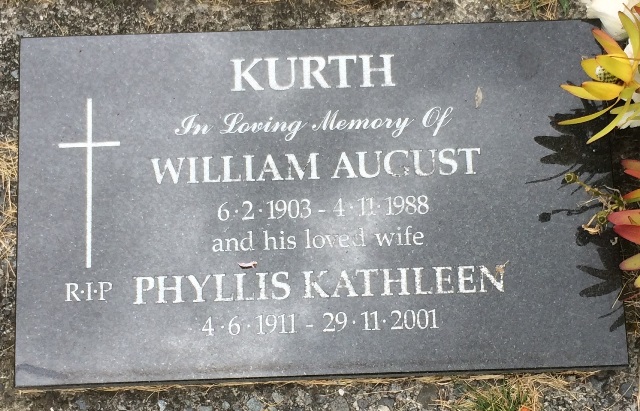 KURTH
In Loving Memory Of
WILLIAM AUGUST
6·2·1903 - 4·11·1988
and his loved wife
R·I·P PHYLLIS KATHLEEN
4·6·1911 - 29·11·2001